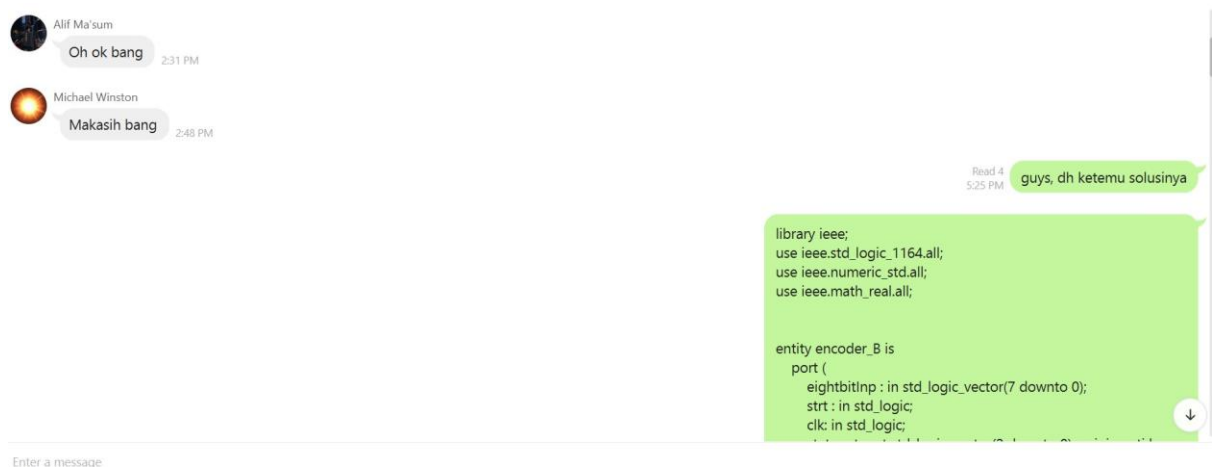 Alif Ma'sum
Oh ok bang
2:31 PM
Michael Winston
Makasih bang
2:48 PM
Read 4
5:25 PM
guys, dh ketemu solusinya
library ieee;
use ieee.std_logic_1164.all;
use ieee.numeric_std.all;
use ieee.math_real.all;
entity encoder_B is
port (
eightbitInp : in std_logic_vector(7 downto 0);
strt : in std_logic;
clk: in std_logic;
Enter a message